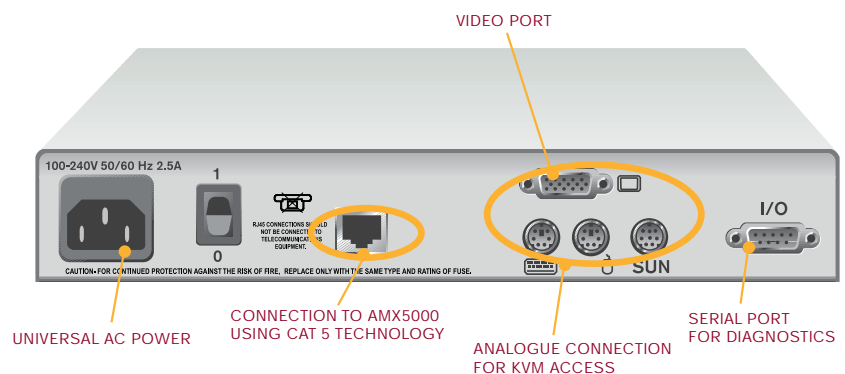 VIDEO PORT
100-240V 50/60 Hz 2.5A
1
0
RJ45 CONNECTIONS SHOULD
NOT BE CONNECTED TO
TELECOMMUNICATIONS
EQUIPMENT.
I/O
SUN
CAUTION- FOR CONTINUED PROTECTION AGAINST THE RISK OF FIRE, REPLACE ONLY WITH THE SAME TYPE AND RATING OF FUSE.
UNIVERSAL AC POWER
CONNECTION TO AMX5000
USING CAT 5 TECHNOLOGY
ANALOGUE CONNECTION
FOR KVM ACCESS
SERIAL PORT
FOR DIAGNOSTICS